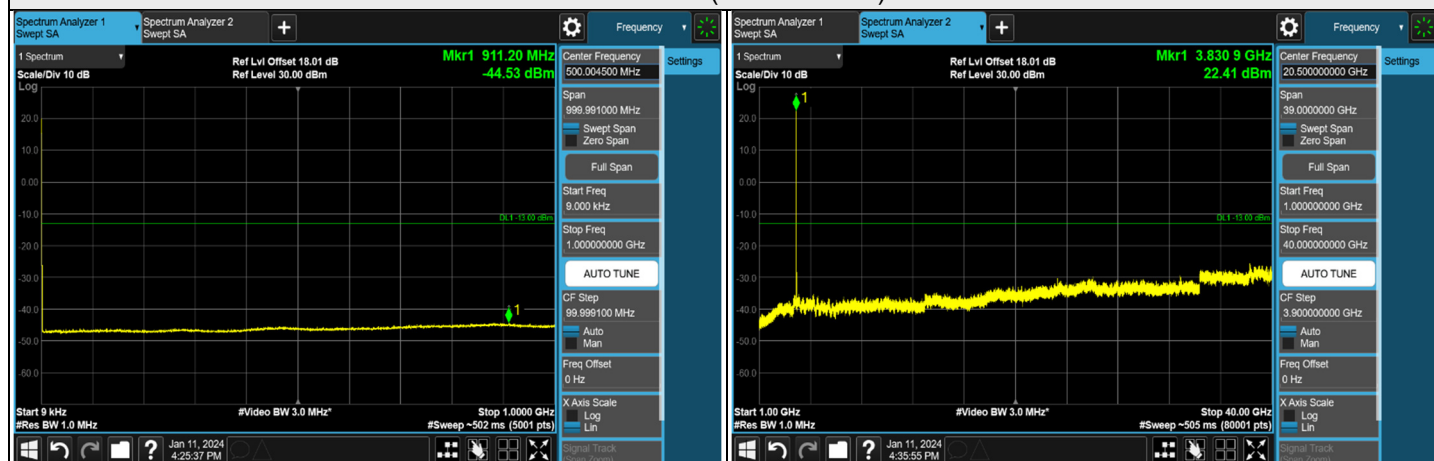 Spectrum Analyzer 1
Swept SA
Spectrum Analyzer 2
Swept SA
Frequency
1 Spectrum
Scale/Div 10 dB
Log
Ref Lvl Offset 18.01 dB
Ref Level 30.00 dBm
Mkr1 911.20 MHz
-44.53 dBm
20.0
10.0
0.00
-10.0
-20.0
-30.0
-40.0
-50.0
-60.0
DL1 -13.00 dBm
1
Start 9 kHz
#Res BW 1.0 MHz
#Video BW 3.0 MHz*
Stop 1.0000 GHz
#Sweep ~502 ms (5001 pts)
Center Frequency
500.004500 MHz
Settings
Span
999.991000 MHz
Swept Span
Zero Span
Full Span
Start Freq
9.000 kHz
Stop Freq
1.000000000 GHz
AUTO TUNE
CF Step
99.999100 MHz
Auto
Man
Freq Offset
0 Hz
X Axis Scale
Log
Lin
Signal Track
(Span Zoom)
?
Jan 11, 2024
4:25:37 PM
Spectrum Analyzer 1
Swept SA
Spectrum Analyzer 2
Swept SA
Frequency
1 Spectrum
Scale/Div 10 dB
Log
Ref Lvl Offset 18.01 dB
Ref Level 30.00 dBm
Mkr1 3.830 9 GHz
22.41 dBm
1
20.0
10.0
0.00
-10.0
-20.0
-30.0
-40.0
-50.0
-60.0
DL1 -13.00 dBm
Start 1.00 GHz
#Res BW 1.0 MHz
#Video BW 3.0 MHz*
Stop 40.00 GHz
#Sweep ~505 ms (80001 pts)
Center Frequency
20.500000000 GHz
Settings
Span
39.0000000 GHz
Swept Span
Zero Span
Full Span
Start Freq
1.000000000 GHz
Stop Freq
40.000000000 GHz
AUTO TUNE
CF Step
3.900000000 GHz
Auto
Man
Freq Offset
0 Hz
X Axis Scale
Log
Lin
Signal Track
(Span Zoom)
?
Jan 11, 2024
4:35:55 PM